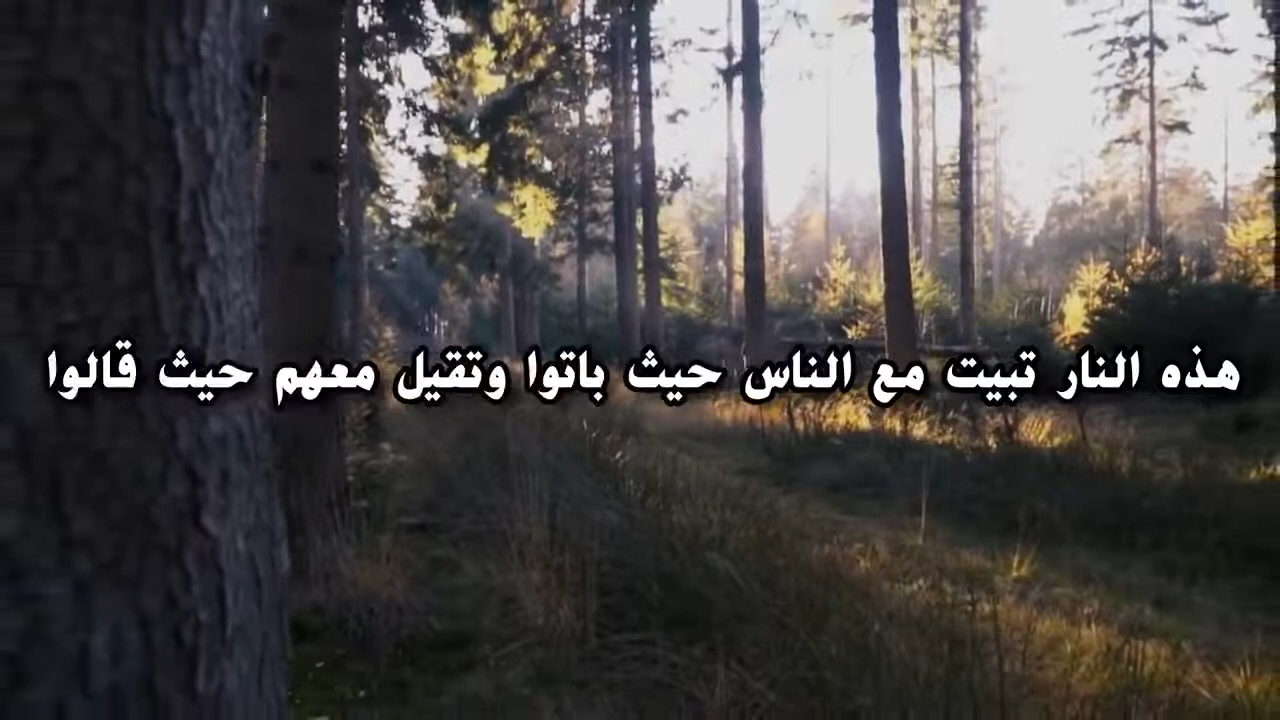 هذه النار تبيت مع الناس حيث باتوا وتقيل معهم حيث قالوا